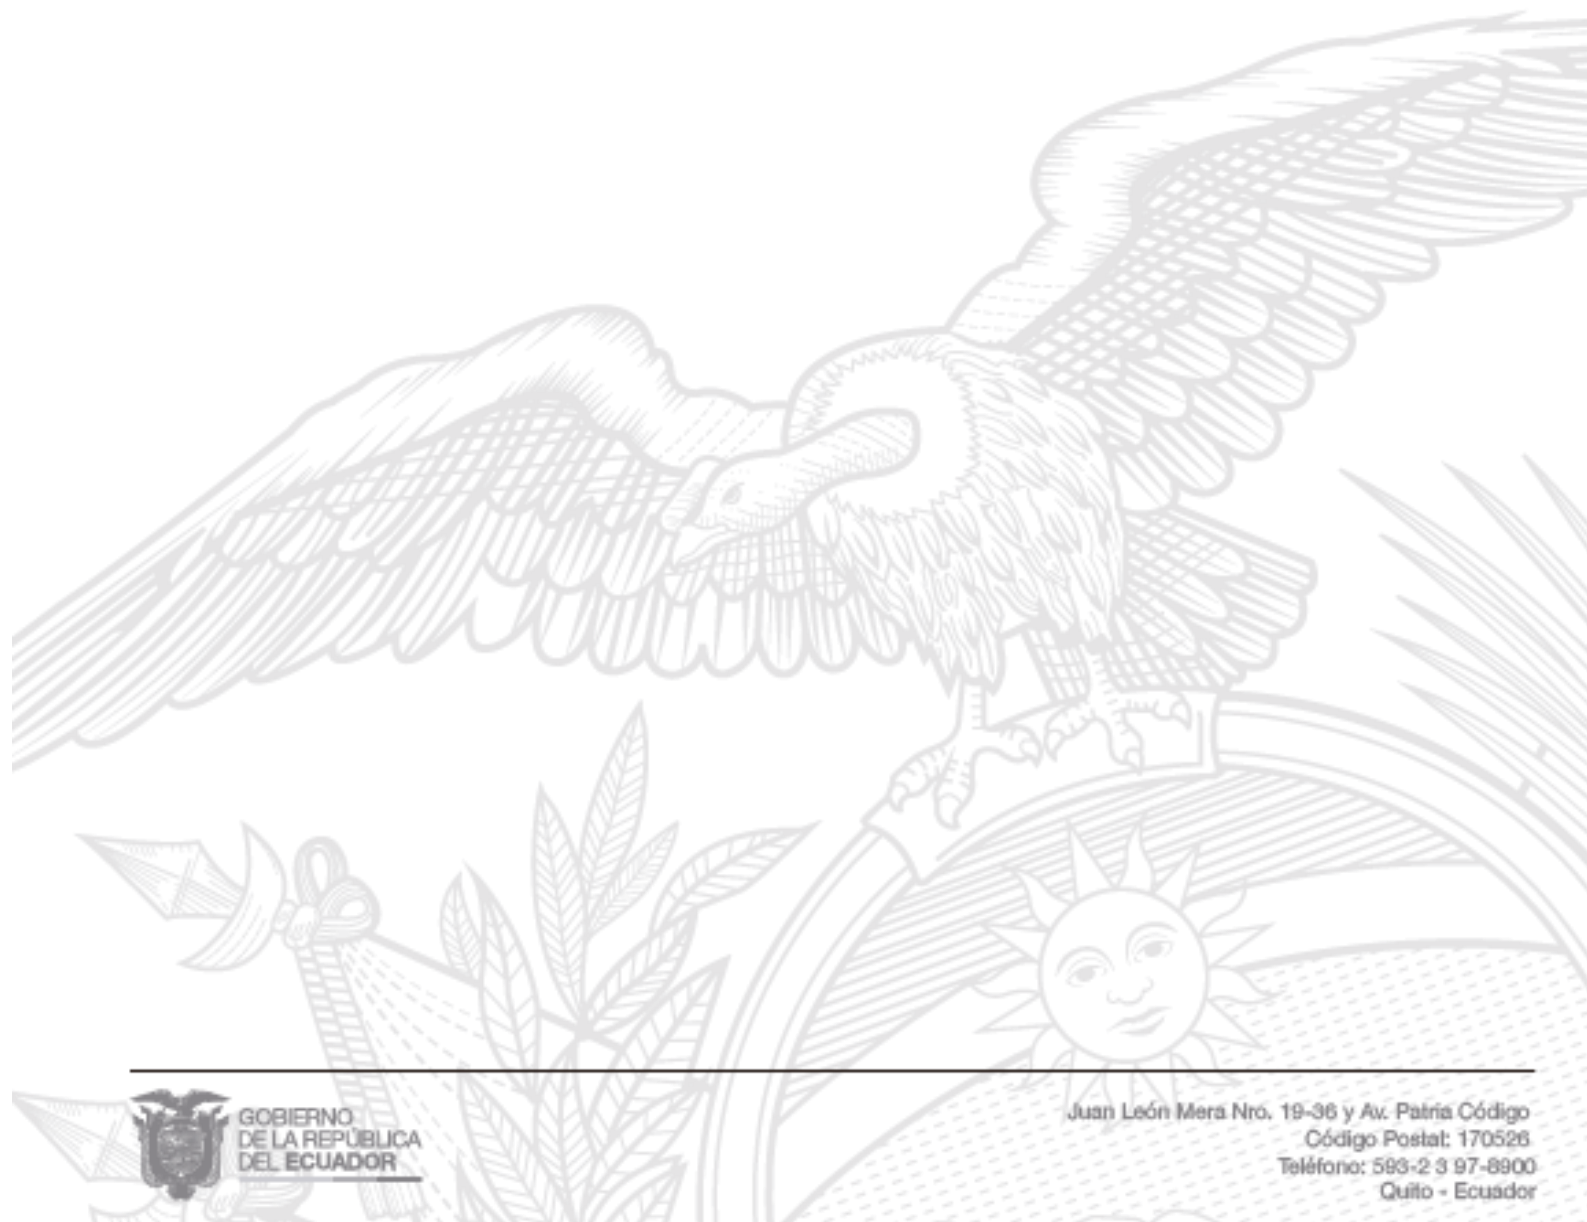 GOBIERNO
DE LA REPÚBLICA
DEL ECUADOR
Juan León Mera Nro. 19-36 y Av. Patria Código
Código Postal: 170526
Teléfono: 593-2 3 97-8900
Quito - Ecuador